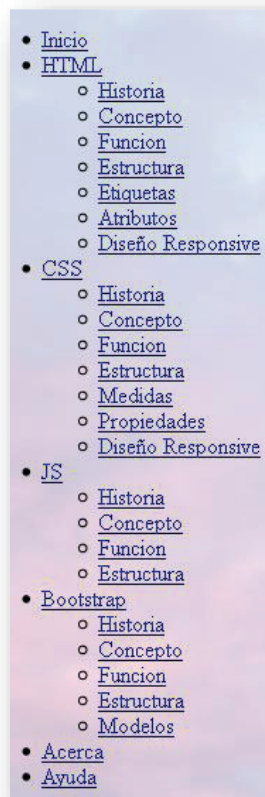 Inicio
HTML
Historia
Concepto
Funcion
Estructura
Etiquetas
Atributos
Diseño Responsive
CSS
Historia
Concepto
Funcion
Estructura
Medidas
Propiedades
Diseño Responsive
JS
Historia
Concepto
Funcion
Estructura
Bootstrap
Historia
Concepto
Funcion
Estructura
Modelos
Acerca
Ayuda